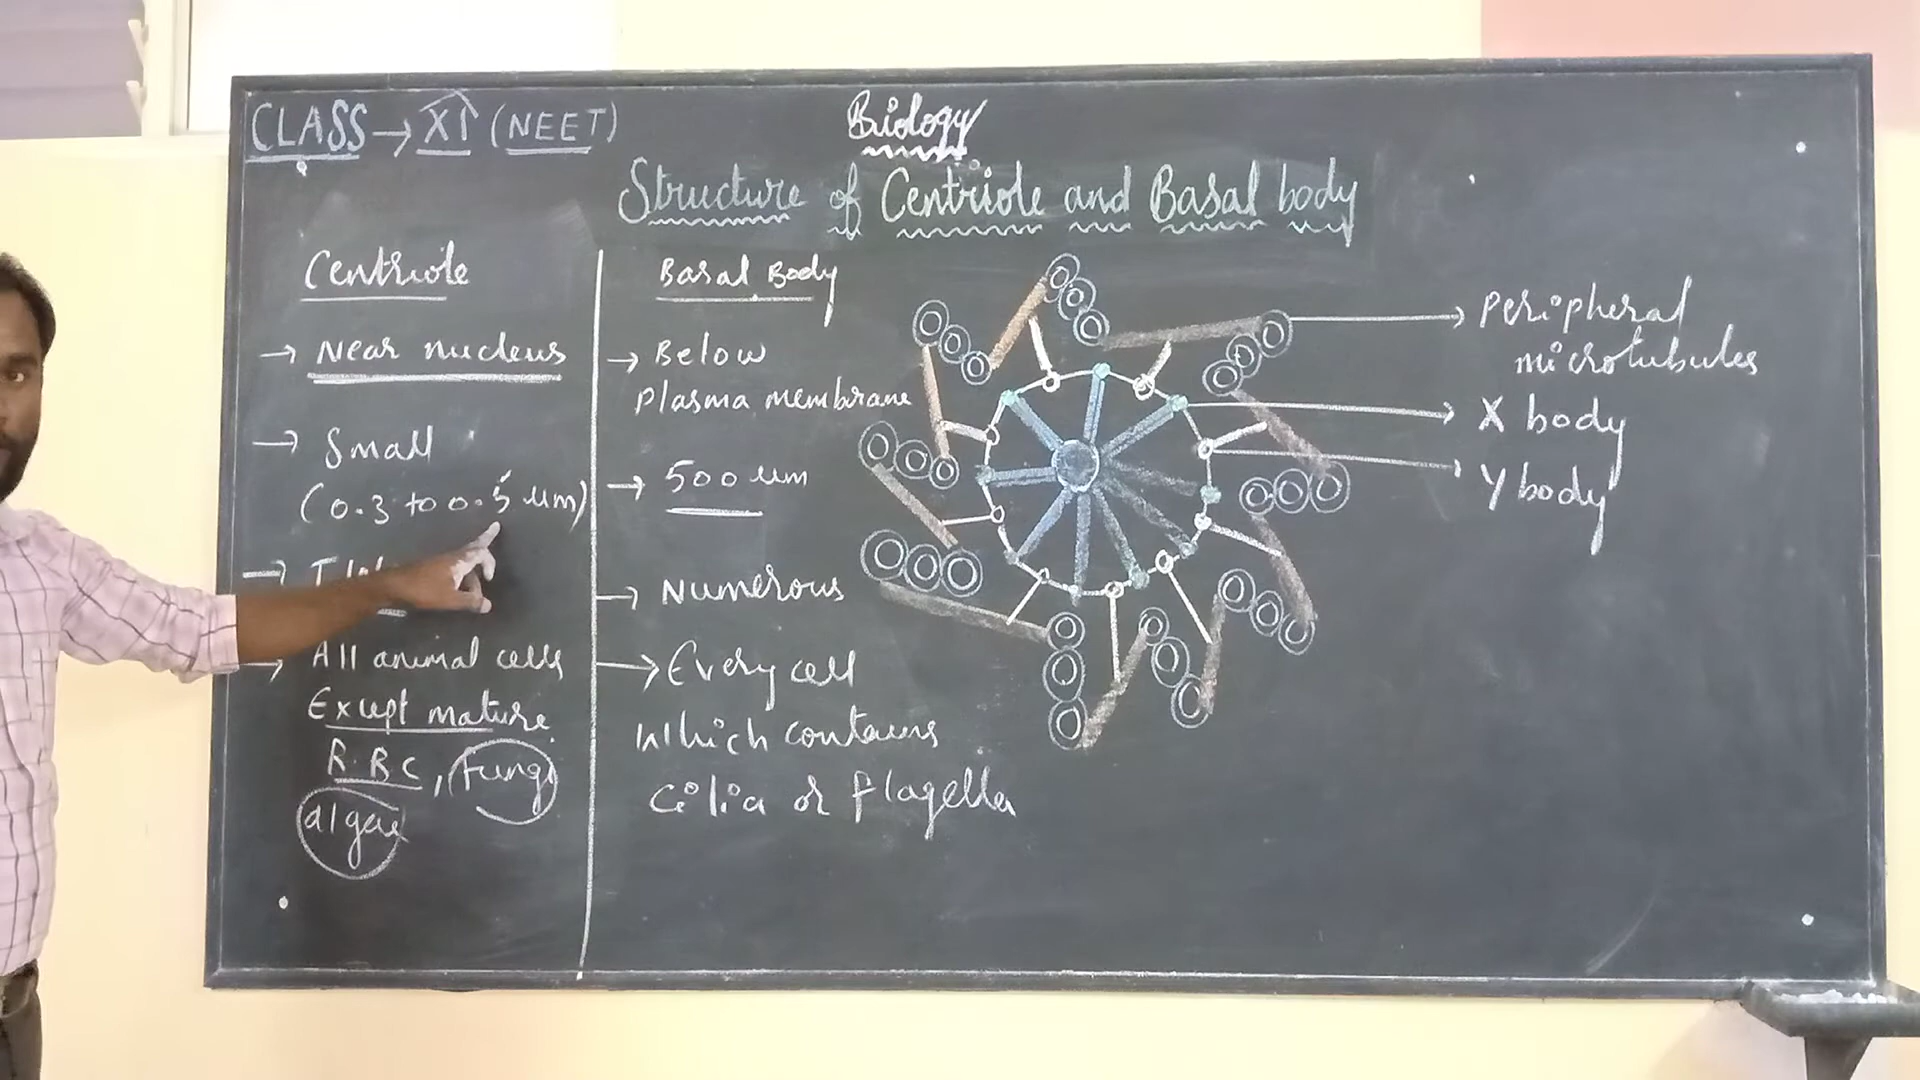 CLASS → XI (NEET)
Biology
Structure of Centriole and Basal body
Centriole
→ Near nucleus
→ Small
(0.3 to 0.5 um)
All animal cells
Except mature
R.B.C, fungi
algae
Basal Body
→ Below
plasma membrane
→ 500 um
→ Numerous
→ Every cell
which contains
Cilia or flagella
Peripheral
microtubules
X body
Y body